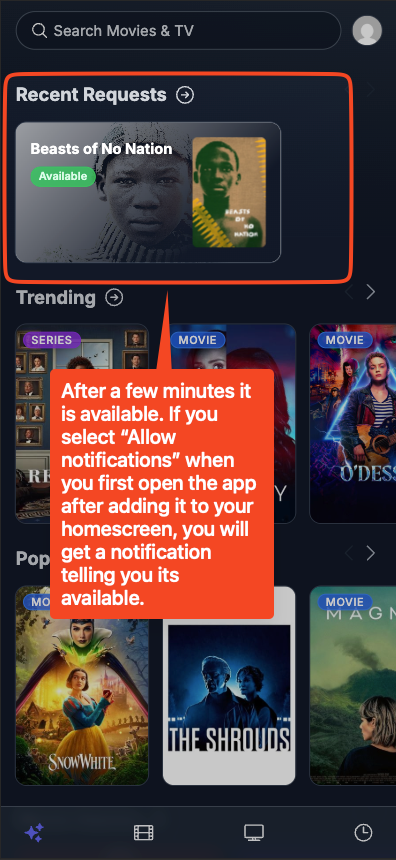 Search Movies & TV
Recent Requests
Beasts of No Nation
Available
BEASTS
OF
NO
NATION
Trending
SERIES
MOVIE
MOVIE
RE
Y
O'DESS
After a few minutes it
is available. If you
select “Allow
notifications” when
you first open the app
after adding it to your
homescreen, you will
get a notification
telling you its
available.
Pop
MO
MOVIE
MAGN
SNOW WHITE
THE SHROUDS